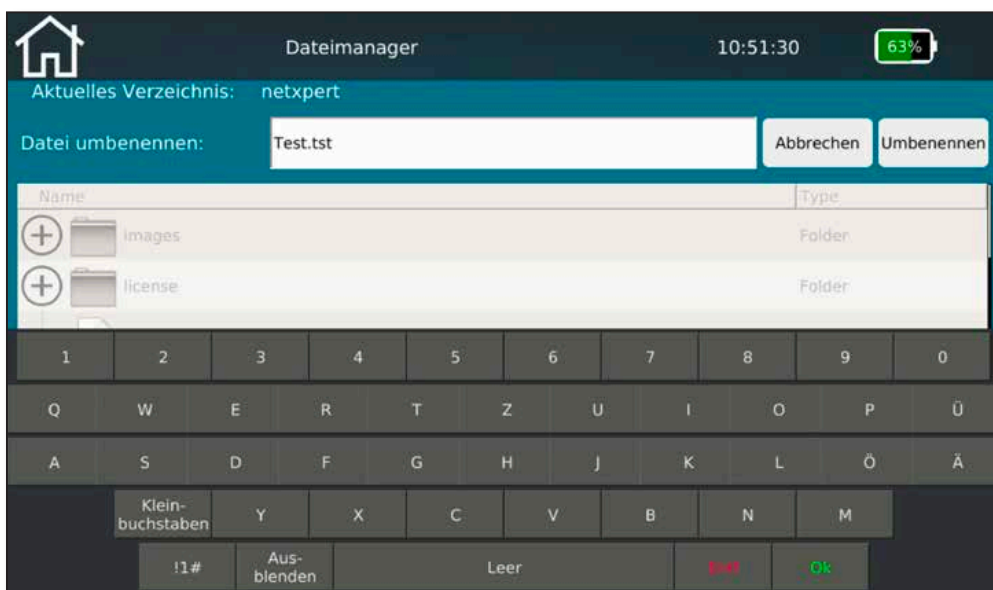 Dateimanager 10:51:30 63%
Aktuelles Verzeichnis: netxpert
Datei umbenennen: Test.tst Abbrechen Umbenennen
Name Type
images Folder
license Folder
1 2 3 4 5 6 7 8 9 0
Q W E R T Z U I O P Ü
A S D F G H J K L Ö Ä
Klein-
buchstaben Y X C V B N M
!1# Aus-
blenden Leer Entf Ok